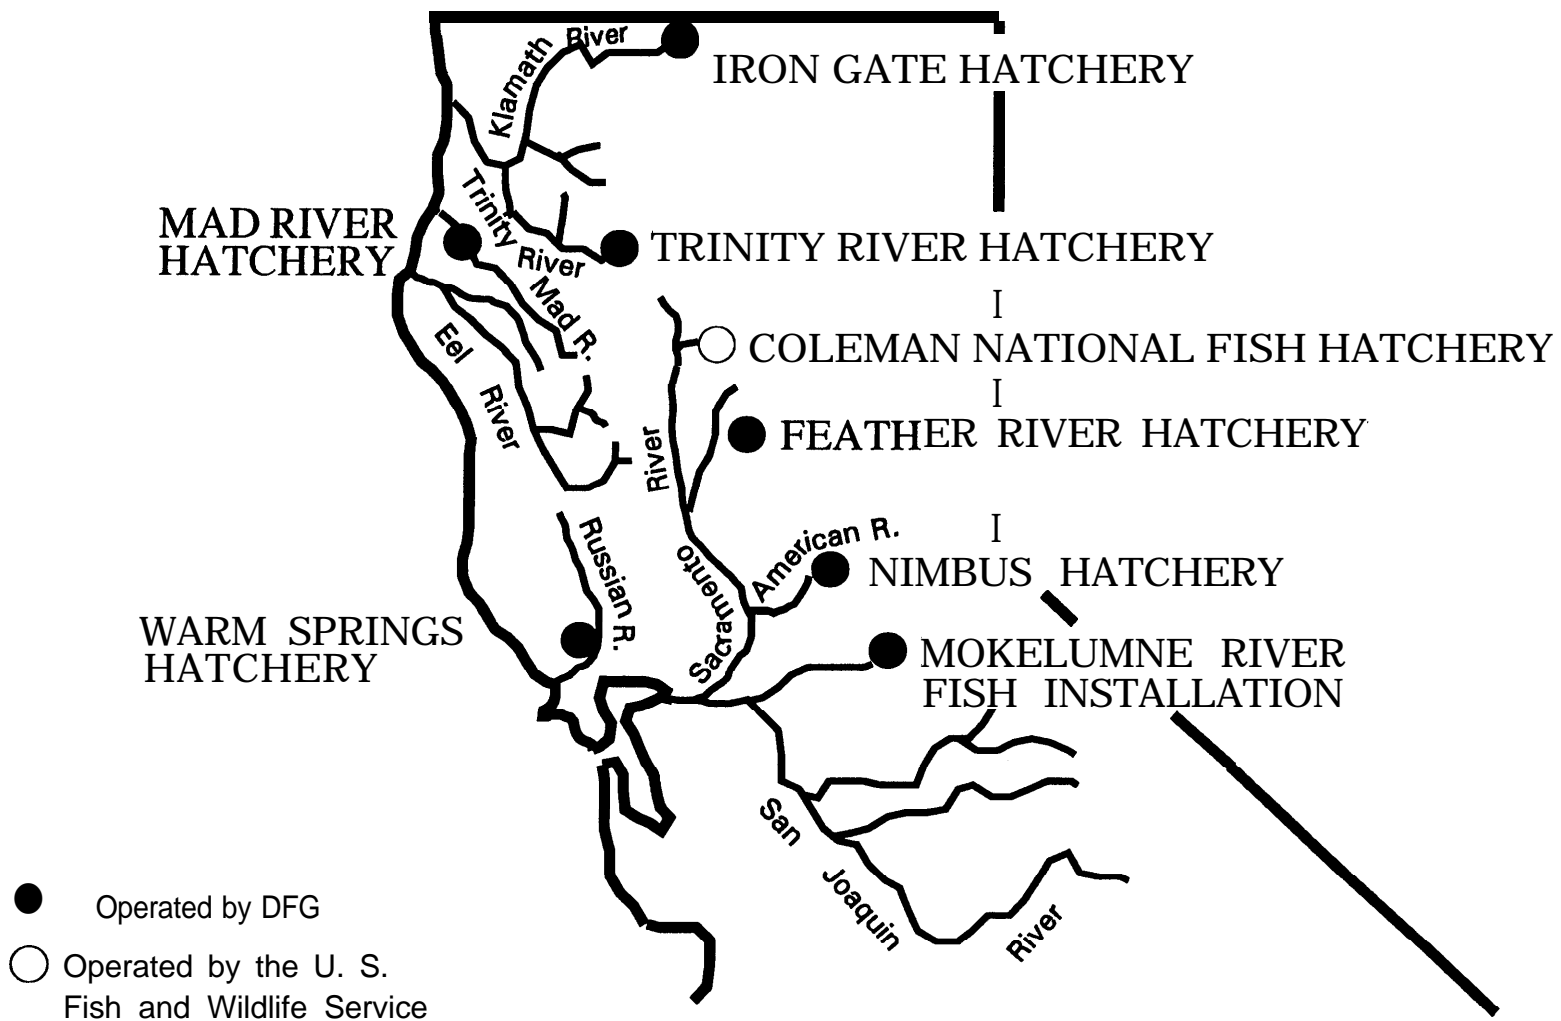 Klamath River
IRON GATE HATCHERY
MAD RIVER
HATCHERY
Trinity River
TRINITY RIVER HATCHERY
Mad R.
COLEMAN NATIONAL FISH HATCHERY
Eel River
FEATHER RIVER HATCHERY
Sacramento River
American R.
NIMBUS HATCHERY
Russian R.
WARM SPRINGS
HATCHERY
MOKELUMNE RIVER
FISH INSTALLATION
San Joaquin River
Operated by DFG
Operated by the U. S.
Fish and Wildlife Service